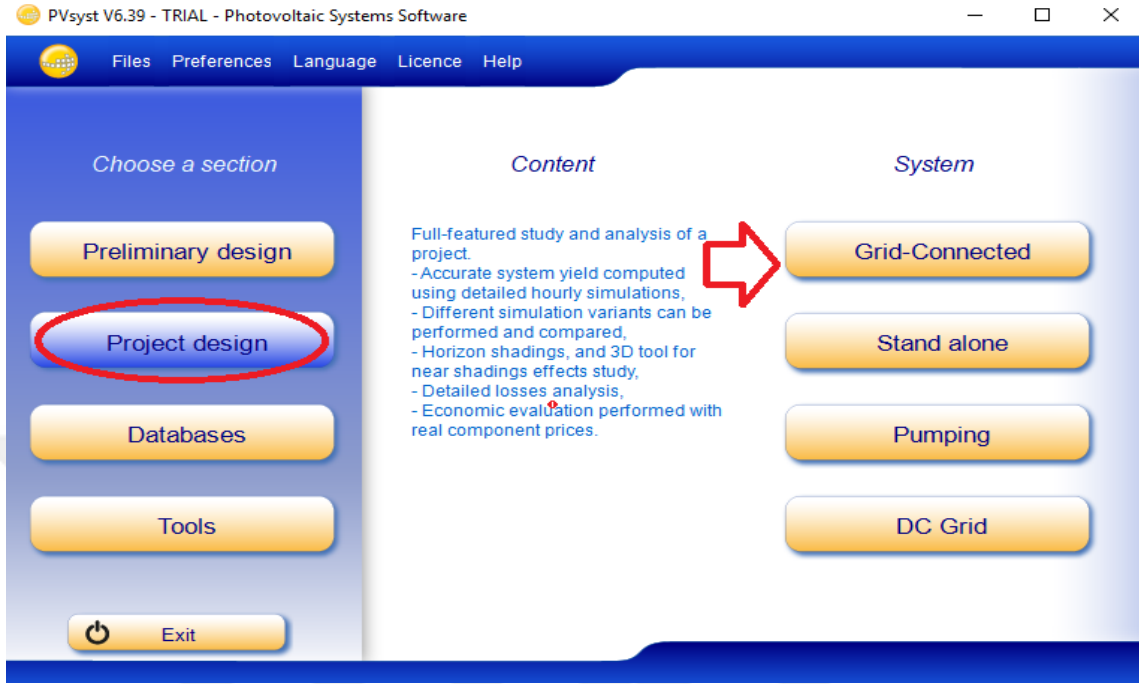 PVsyst V6.39 - TRIAL - Photovoltaic Systems Software
Files Preferences Language Licence Help
Choose a section
Preliminary design
Project design
Databases
Tools
Exit
Content
Full-featured study and analysis of a
project.
- Accurate system yield computed
using detailed hourly simulations,
- Different simulation variants can be
performed and compared,
- Horizon shadings, and 3D tool for
near shadings effects study,
- Detailed losses analysis,
- Economic evaluation performed with
real component prices.
System
Grid-Connected
Stand alone
Pumping
DC Grid